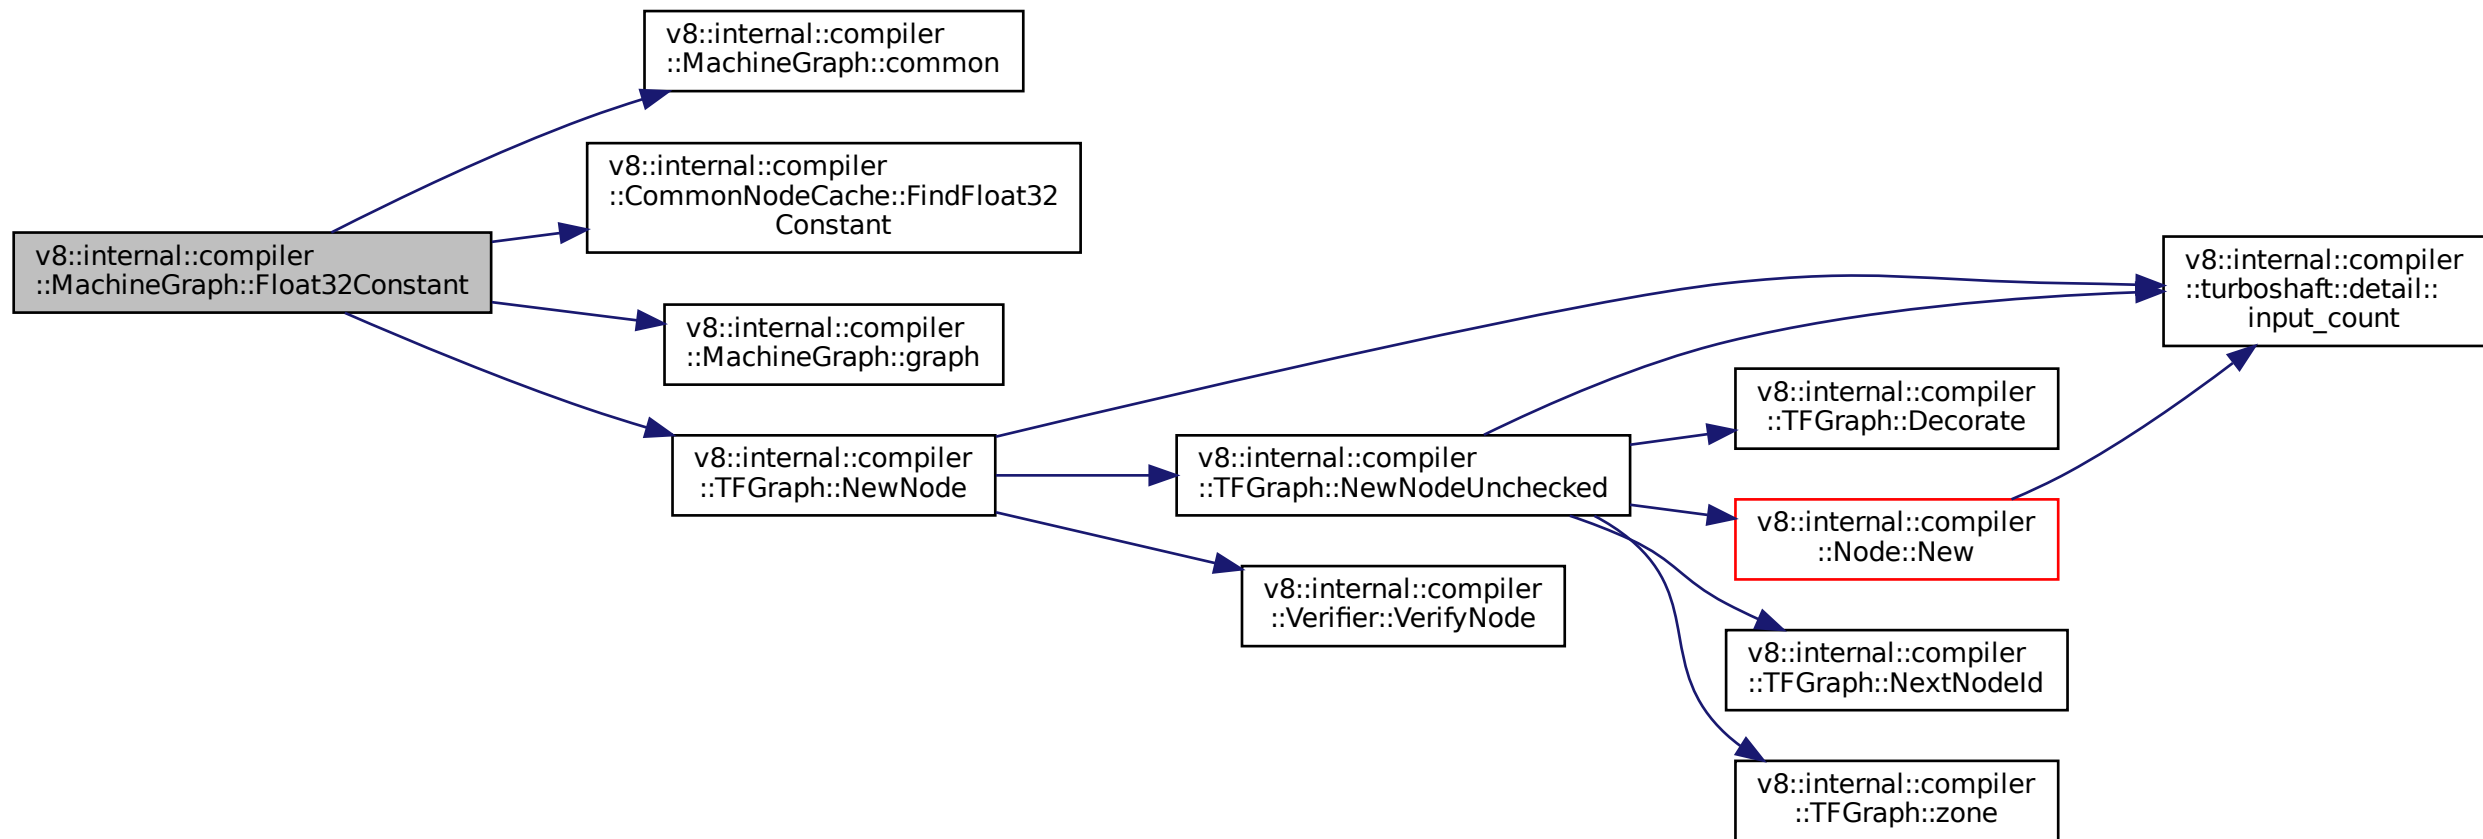 v8::internal::compiler
::MachineGraph::common
v8::internal::compiler
::CommonNodeCache::FindFloat32
Constant
v8::internal::compiler
::MachineGraph::Float32Constant
v8::internal::compiler
::MachineGraph::graph
v8::internal::compiler
::TFGraph::NewNode
v8::internal::compiler
::TFGraph::NewNodeUnchecked
v8::internal::compiler
::Verifier::VerifyNode
v8::internal::compiler
::turboshaft::detail::
input_count
v8::internal::compiler
::TFGraph::Decorate
v8::internal::compiler
::Node::New
v8::internal::compiler
::TFGraph::NextNodeId
v8::internal::compiler
::TFGraph::zone